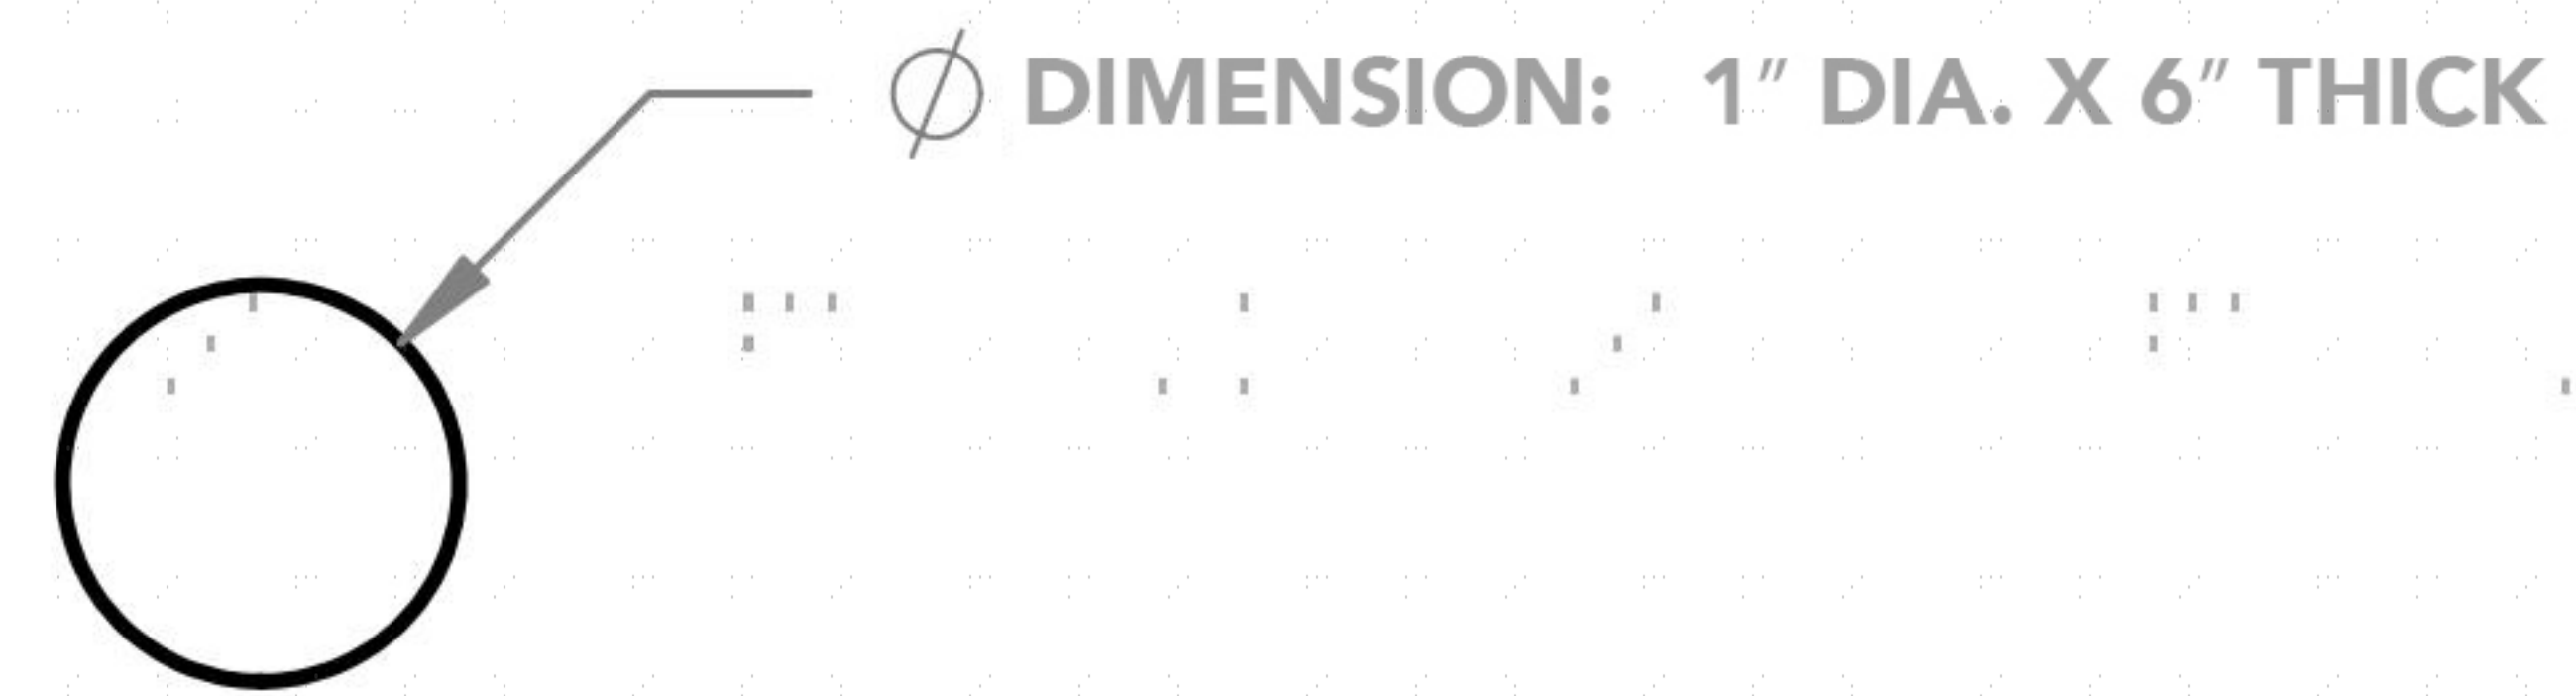 Ø DIMENSION: 1" DIA. X 6" THICK